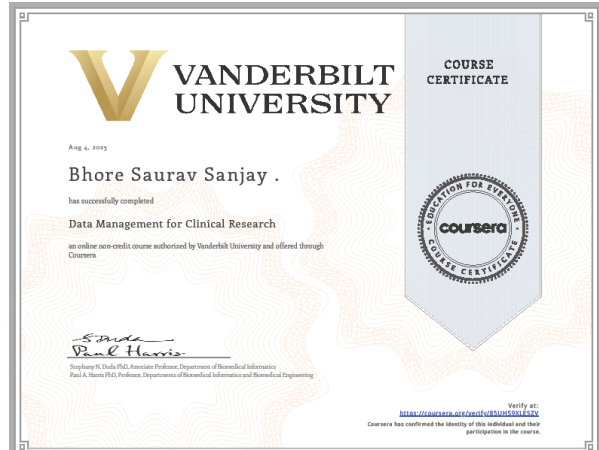 VANDERBILT
UNIVERSITY
COURSE
CERTIFICATE
Aug 4, 2023
Bhore Saurav Sanjay .
has successfully completed
Data Management for Clinical Research
an online non-credit course authorized by Vanderbilt University and offered through
Coursera
EDUCATION FOR EVERYONE
coursera
COURSE CERTIFICATE
S Duda
Paul Harris
Stephany N. Duda PhD, Associate Professor, Department of Biomedical Informatics
Paul A. Harris PhD, Professor, Departments of Biomedical Informatics and Biomedical Engineering
Verify at:
https://coursera.org/verify/85UH59XLESZV
Coursera has confirmed the identity of this individual and their
participation in the course.